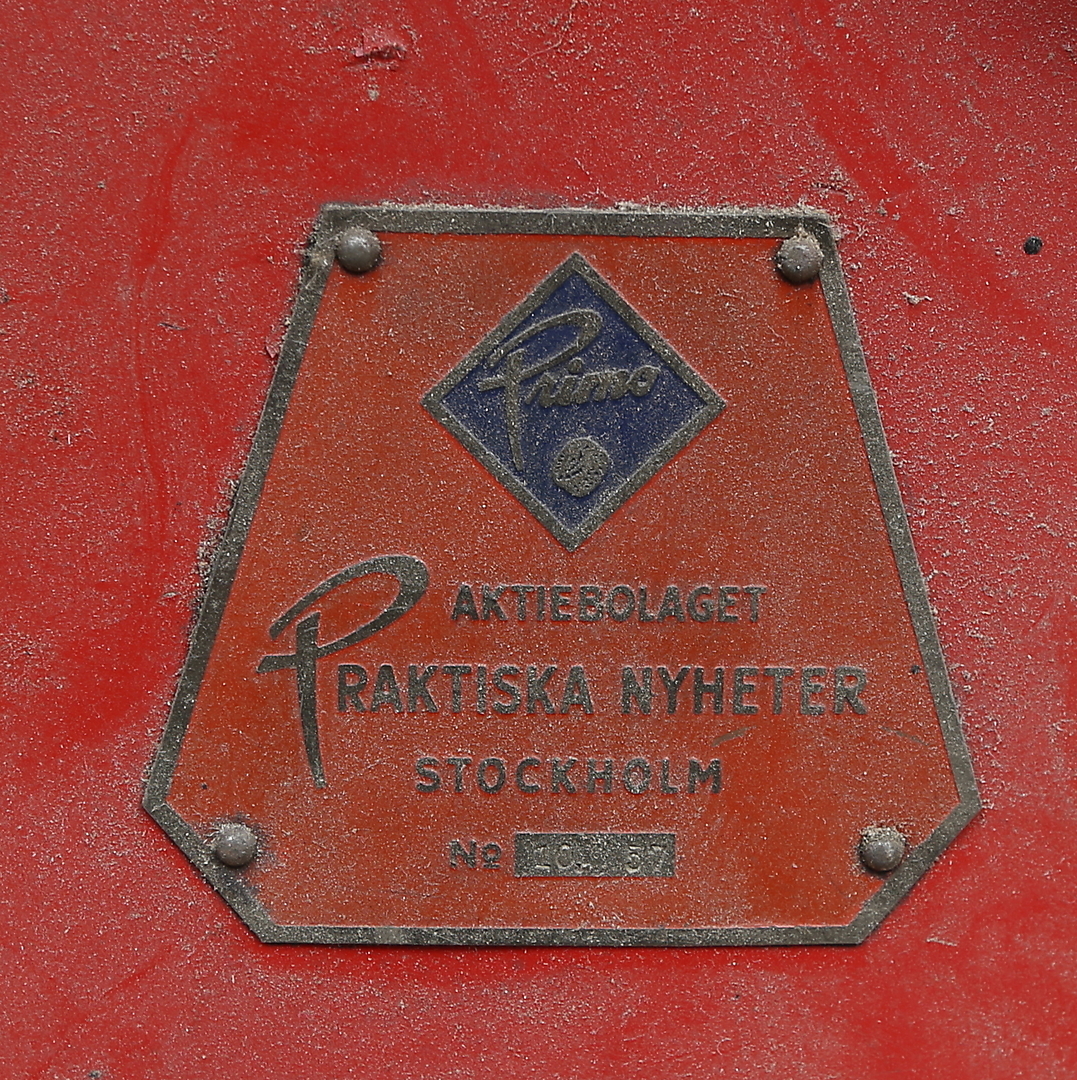 Primo
AKTIEBOLAGET
PRAKTISKA NYHETER
STOCKHOLM
No